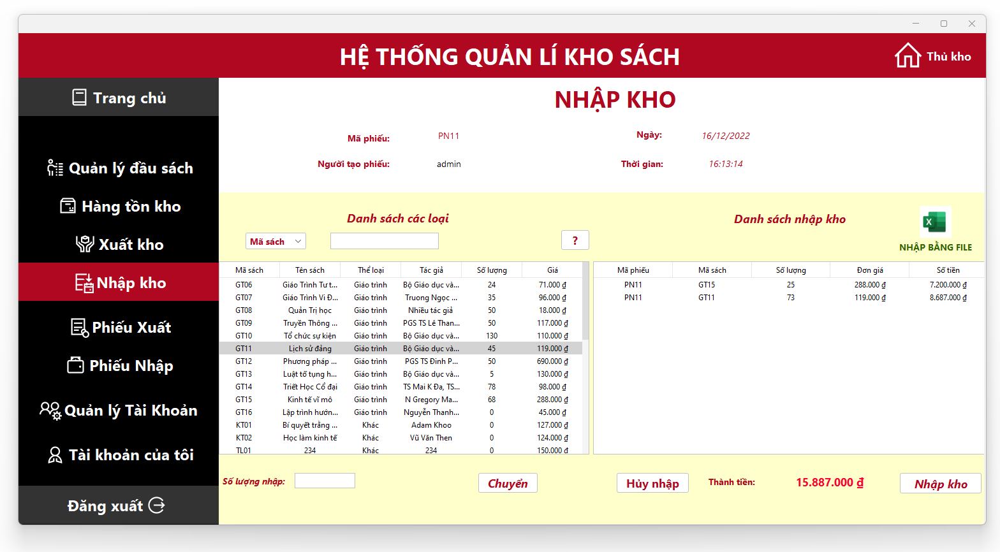 HỆ THỐNG QUẢN LÍ KHO SÁCH
Thủ kho
Trang chủ
Quản lý đầu sách
Hàng tồn kho
Xuất kho
Nhập kho
Phiếu Xuất
Phiếu Nhập
Quản lý Tài Khoản
Tài khoản của tôi
Đăng xuất
NHẬP KHO
Mã phiếu: PN11 Ngày: 16/12/2022
Người tạo phiếu: admin Thời gian: 16:13:14
Danh sách các loại
Mã sách ?
Mã sách Tên sách Thể loại Tác giả Số lượng Giá
GT06 Giáo Trình Tư t... Giáo trình Bộ Giáo dục và... 24 71.000 ₫
GT07 Giáo Trình Vi Đ... Giáo trình Truong Ngọc ... 35 96.000 ₫
GT08 Quản Trị học Giáo trình Nhiều tác giả 50 18.000 ₫
GT09 Truyền Thông ... Giáo trình PGS TS Lê Than... 50 117.000 ₫
GT10 Tổ chức sự kiện Giáo trình Bộ Giáo dục và... 130 110.000 ₫
GT11 Lịch sử đảng Giáo trình Bộ Giáo dục và... 45 119.000 ₫
GT12 Phương pháp ... Giáo trình PGS TS Đinh P... 50 690.000 ₫
GT13 Luật tố tụng h... Giáo trình Bộ Giáo dục và... 5 130.000 ₫
GT14 Triết Học Cổ đại Giáo trình TS Mai K Đa, TS... 78 98.000 ₫
GT15 Kinh tế vĩ mô Giáo trình N Gregory Ma... 68 288.000 ₫
GT16 Lập trình hướn... Giáo trình Nguyễn Thanh... 0 45.000 ₫
KT01 Bí quyết trằng ... Khác Adam Khoo 0 127.000 ₫
KT02 Học làm kinh tế Khác Vũ Văn Then 0 124.000 ₫
TL01 234 Khác 234 0 150.000 ₫
Số lượng nhập: Chuyển
Danh sách nhập kho
X
NHẬP BẰNG FILE
Mã phiếu Mã sách Số lượng Đơn giá Số tiền
PN11 GT15 25 288.000 ₫ 7.200.000 ₫
PN11 GT11 73 119.000 ₫ 8.687.000 ₫
Hủy nhập Thành tiền: 15.887.000 ₫ Nhập kho